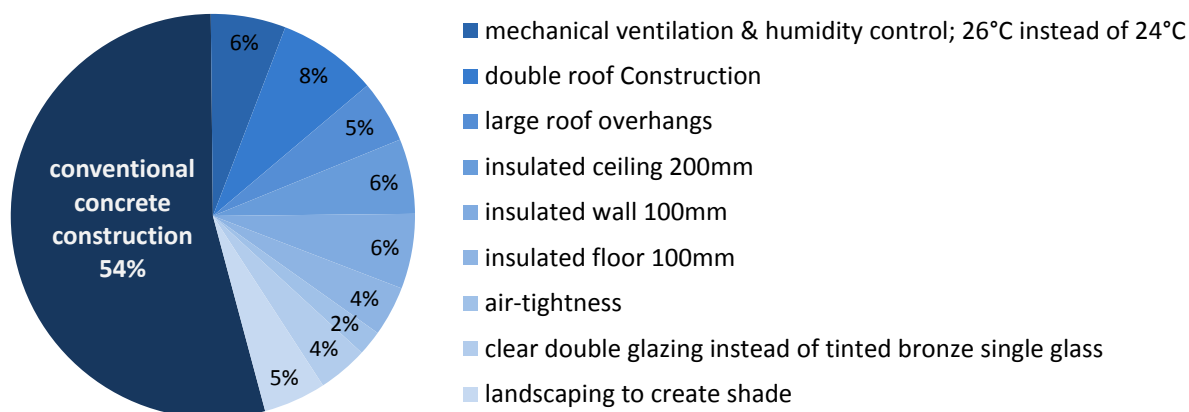 6%
8%
5%
6%
6%
4%
2%
4%
5%
conventional
concrete
construction
54%
mechanical ventilation & humidity control; 26°C instead of 24°C
double roof Construction
large roof overhangs
insulated ceiling 200mm
insulated wall 100mm
insulated floor 100mm
air-tightness
clear double glazing instead of tinted bronze single glass
landscaping to create shade